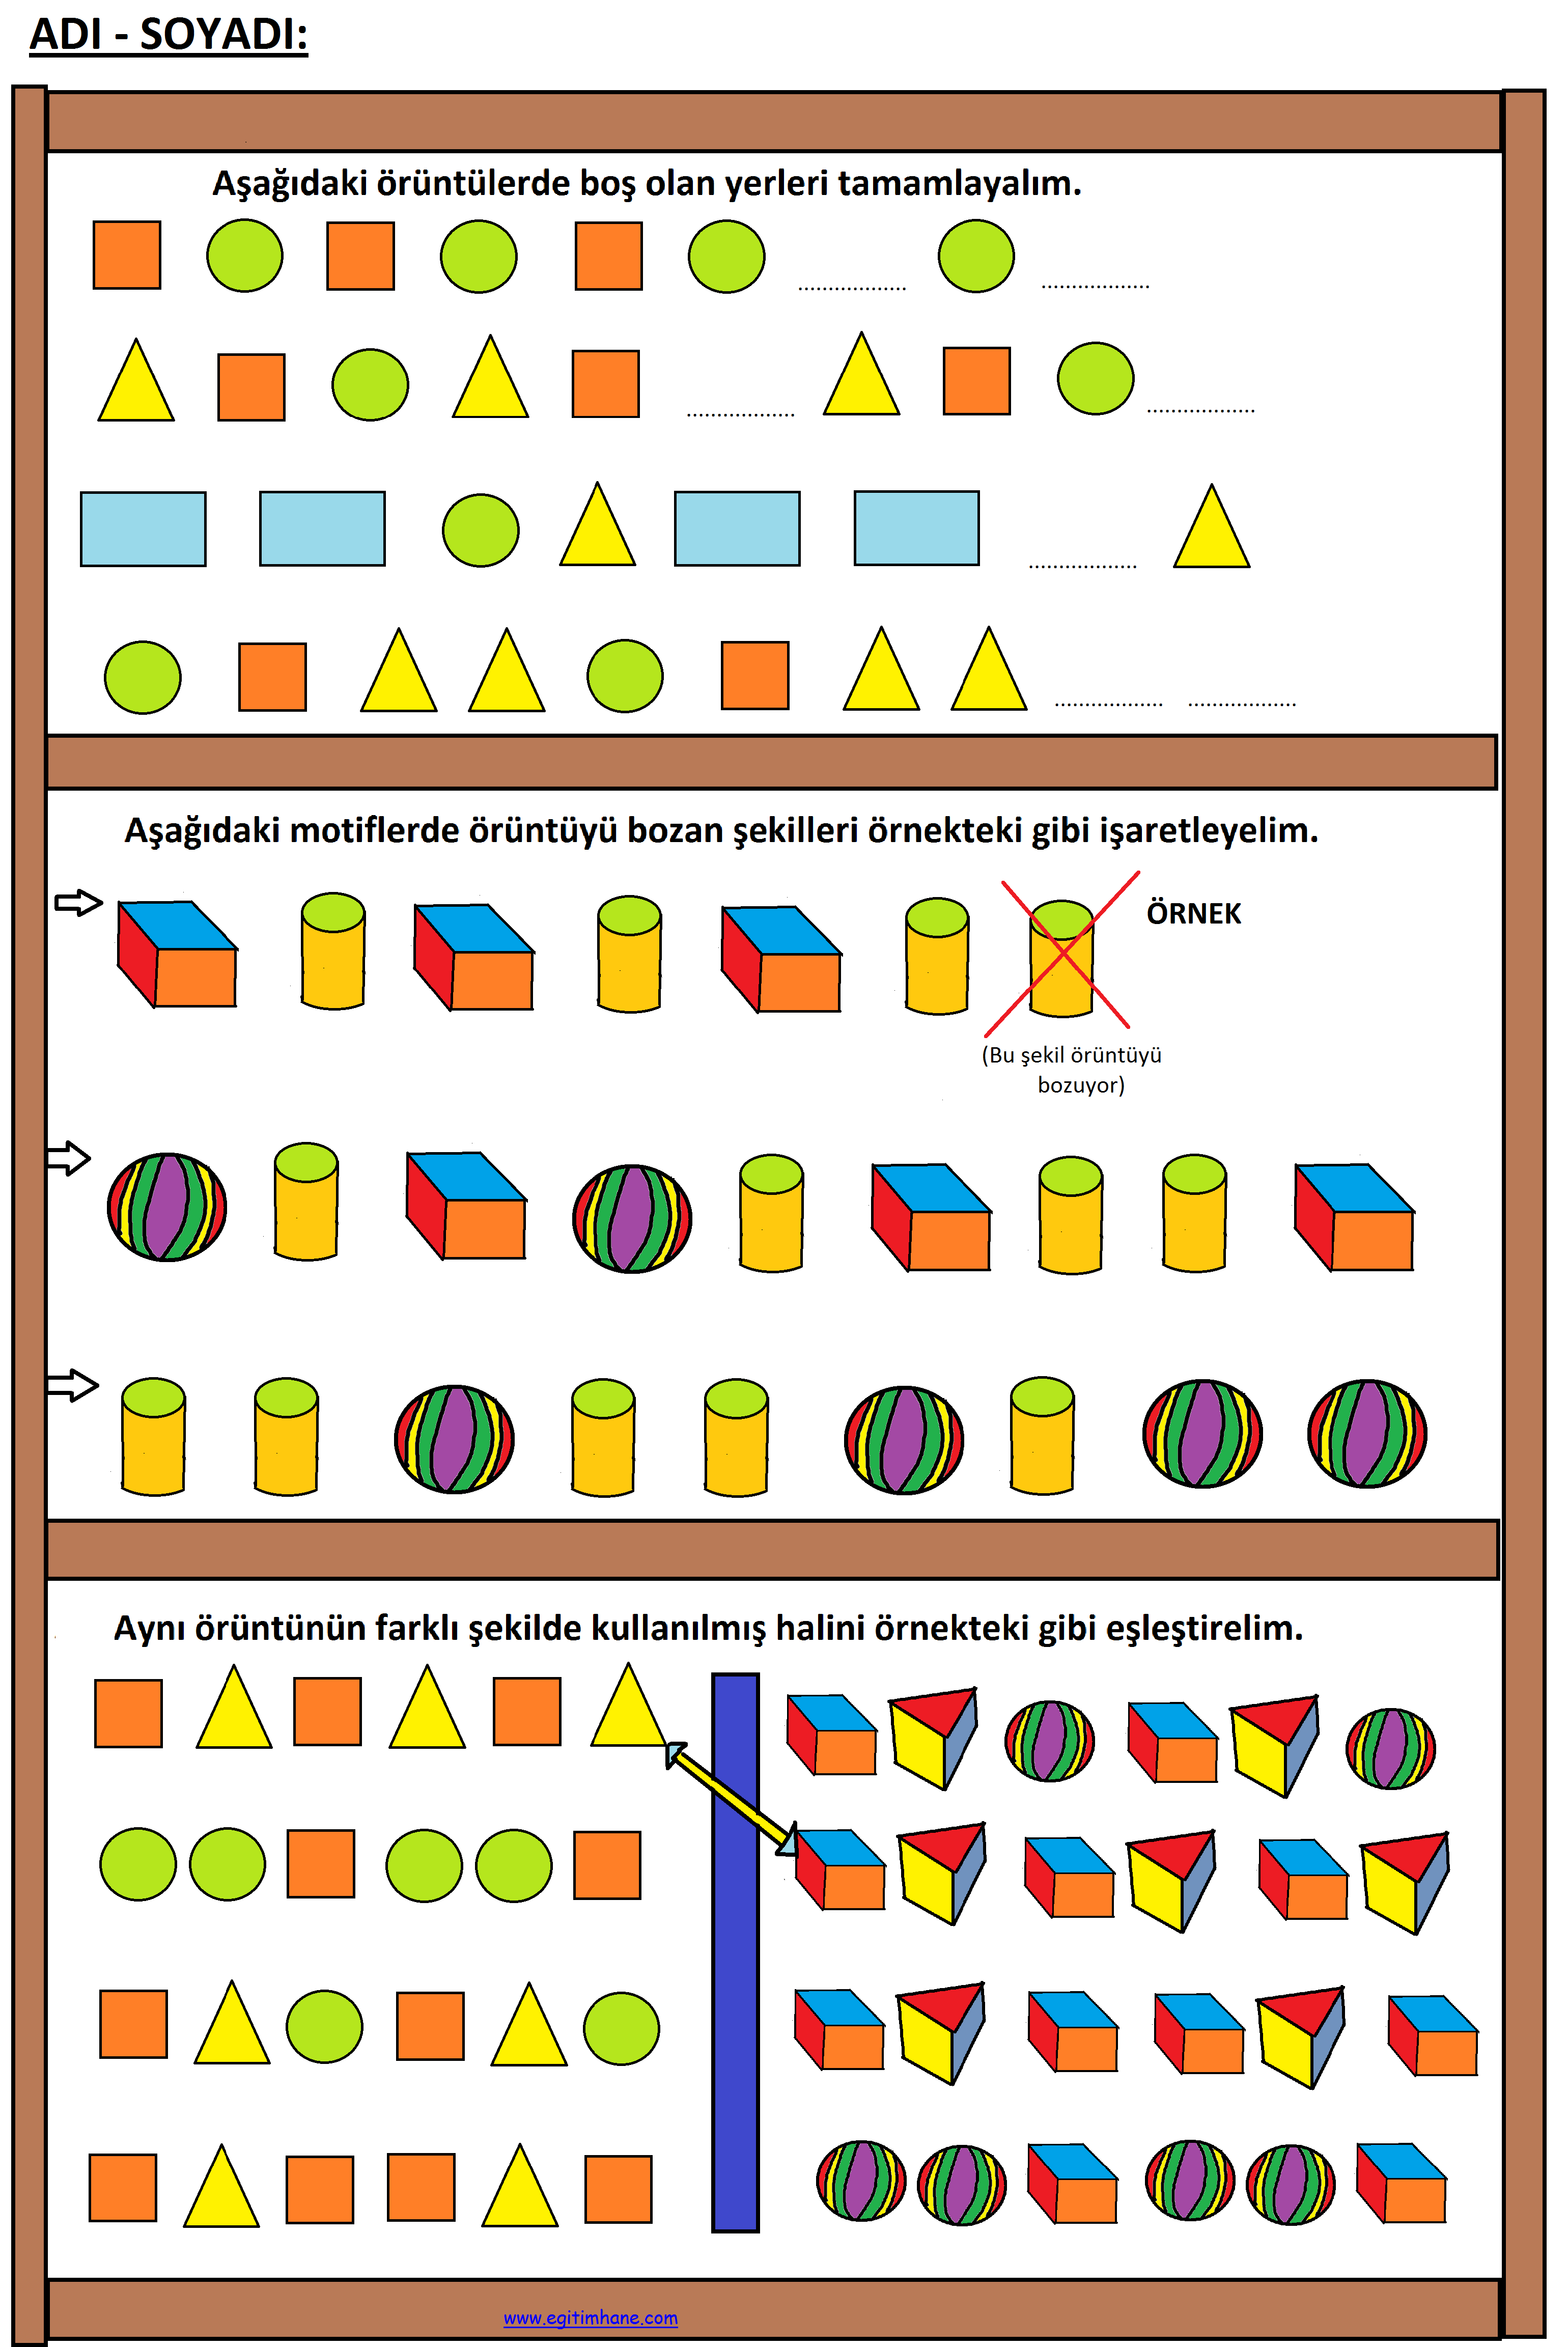 ADI - SOYADI:
Aşağıdaki örüntülerde boş olan yerleri tamamlayalım.
.................. ..................
.................. ..................
..................
.................. ..................
Aşağıdaki motiflerde örüntüyü bozan şekilleri örnekteki gibi işaretleyelim.
ÖRNEK
(Bu şekil örüntüyü
bozuyor)
Aynı örüntünün farklı şekilde kullanılmış halini örnekteki gibi eşleştirelim.
www.egitimhane.com